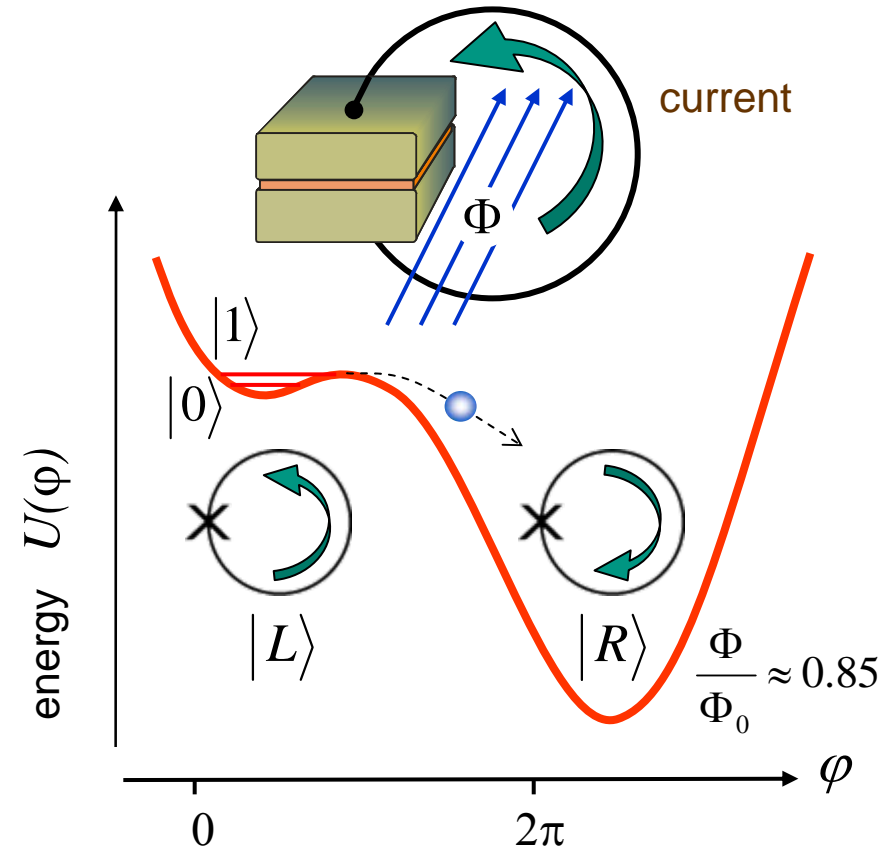 current
Φ
|1⟩
|0⟩
energy U(φ)
|L⟩
|R⟩
Φ/Φ₀ ≈ 0.85
φ
0
2π